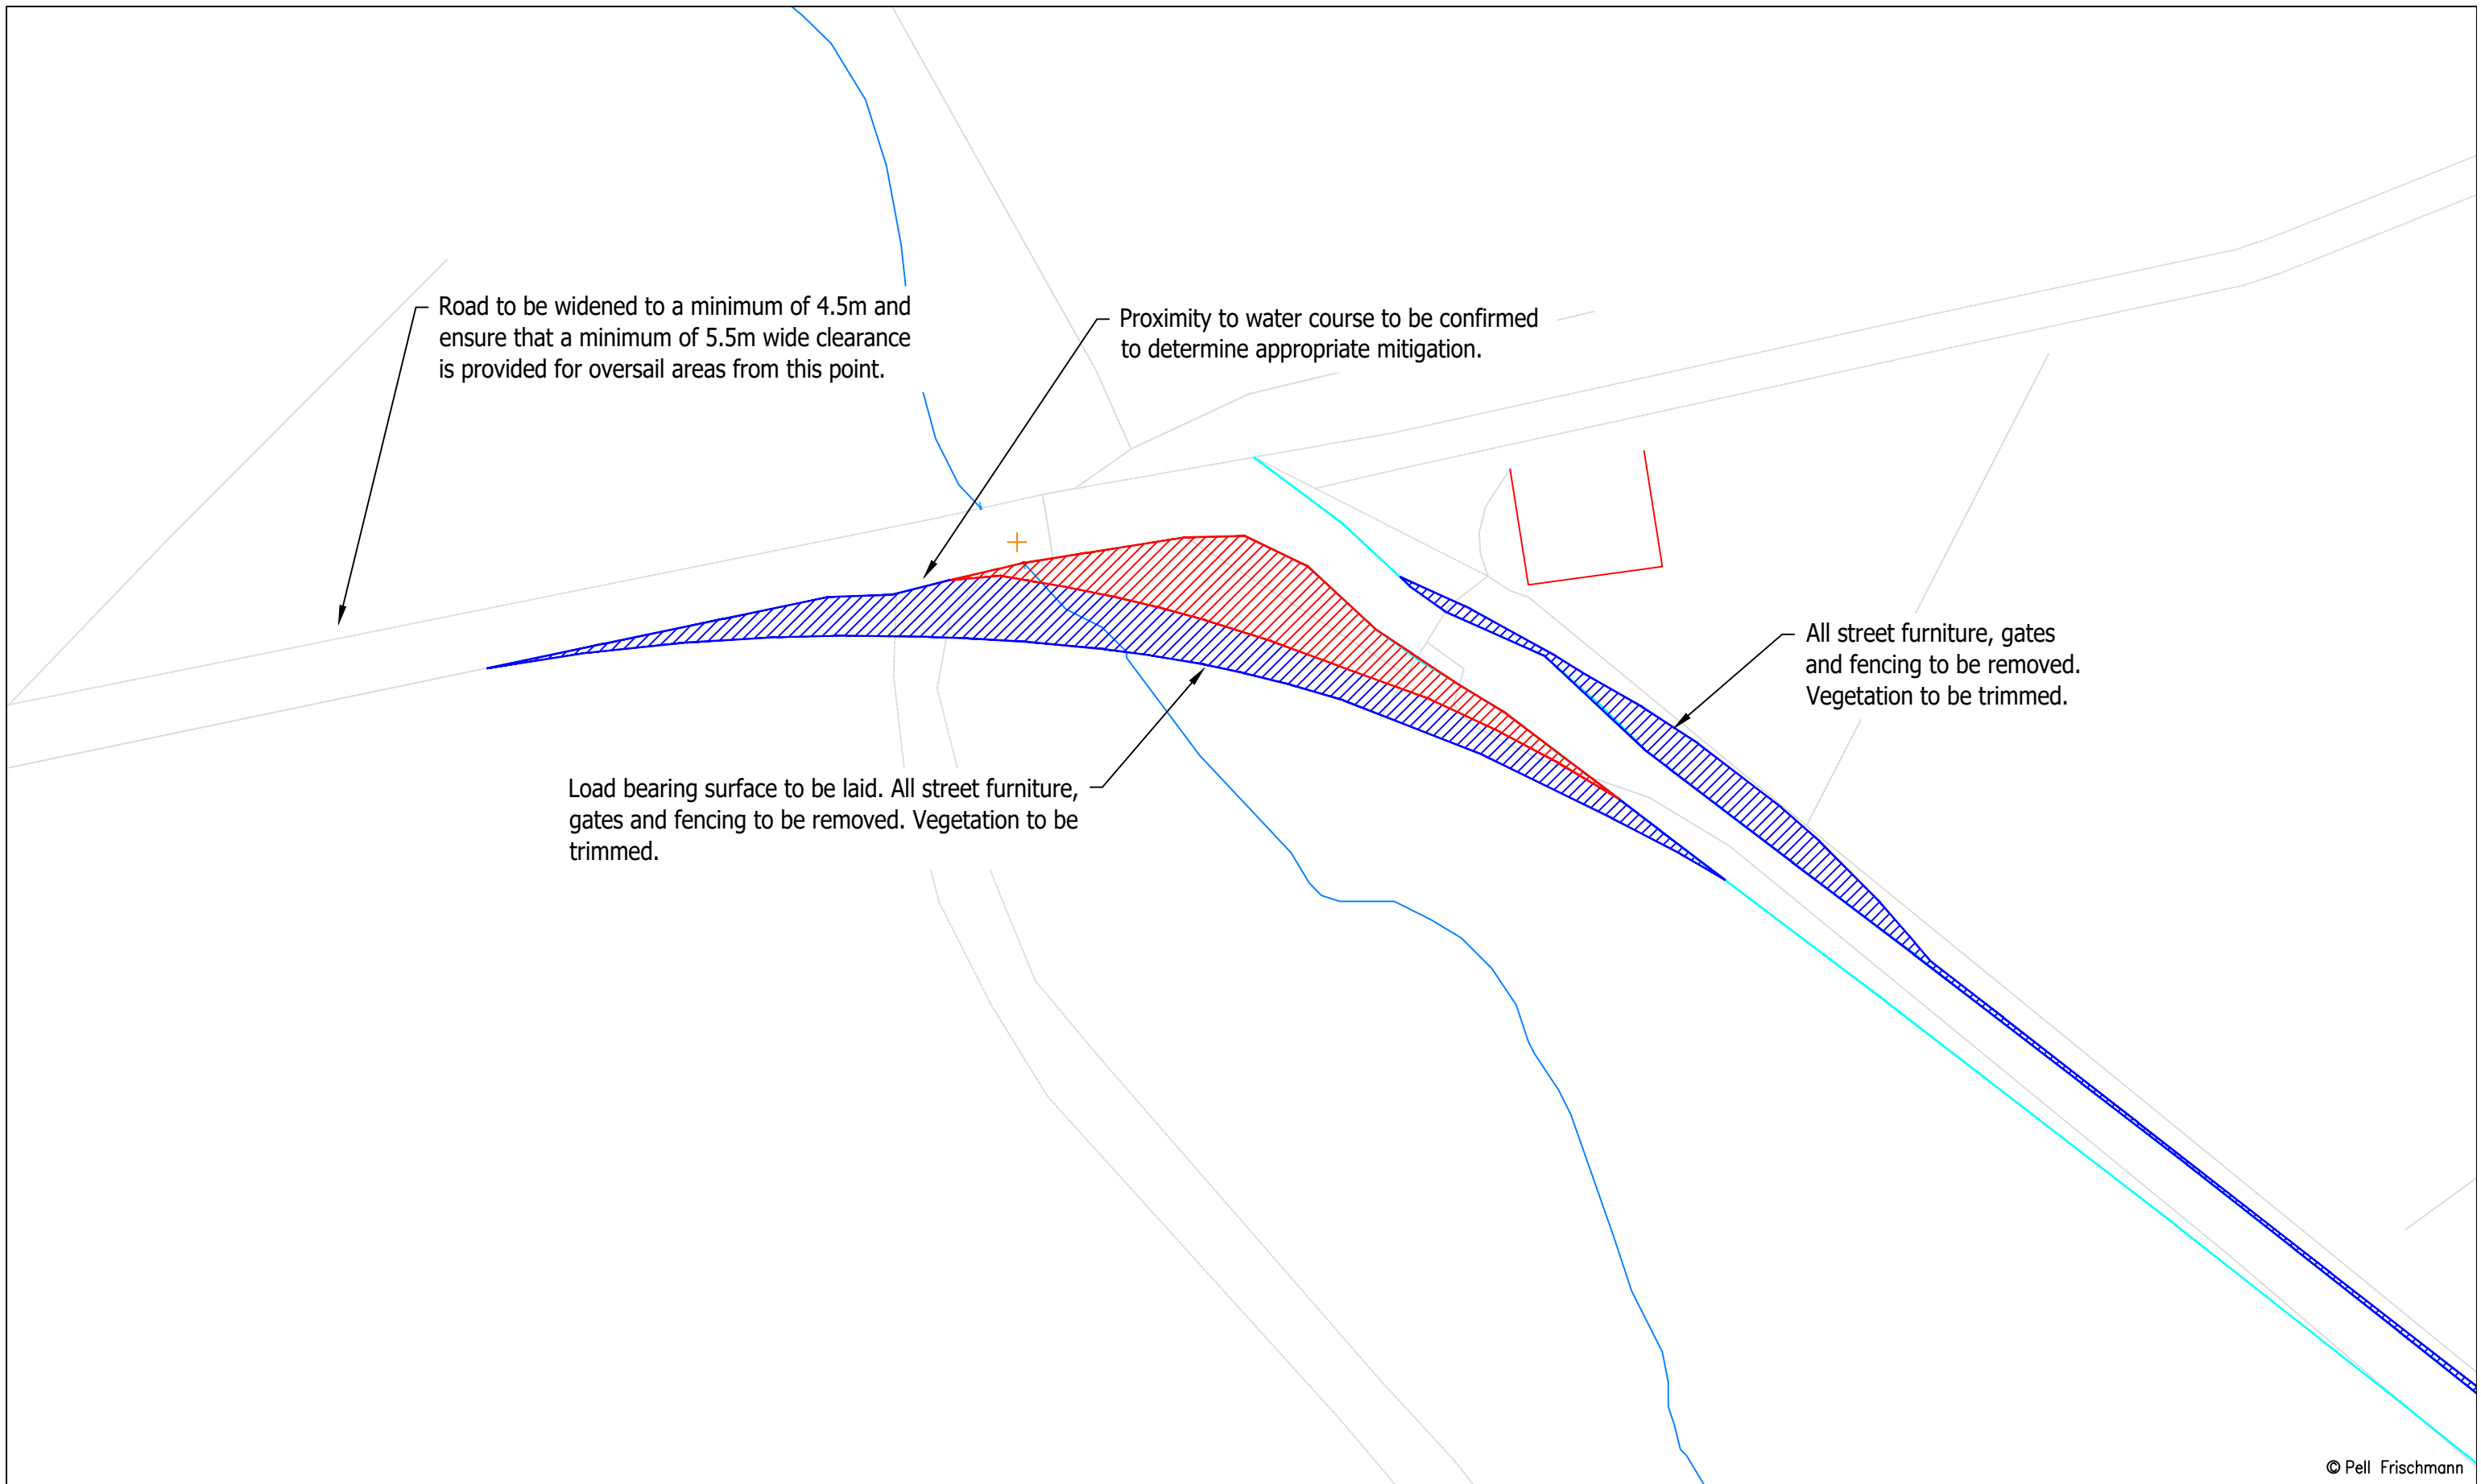 Road to be widened to a minimum of 4.5m and
ensure that a minimum of 5.5m wide clearance
is provided for oversail areas from this point.
Proximity to water course to be confirmed
to determine appropriate mitigation.
All street furniture, gates
and fencing to be removed.
Vegetation to be trimmed.
Load bearing surface to be laid. All street furniture,
gates and fencing to be removed. Vegetation to be
trimmed.
© Pell Frischmann